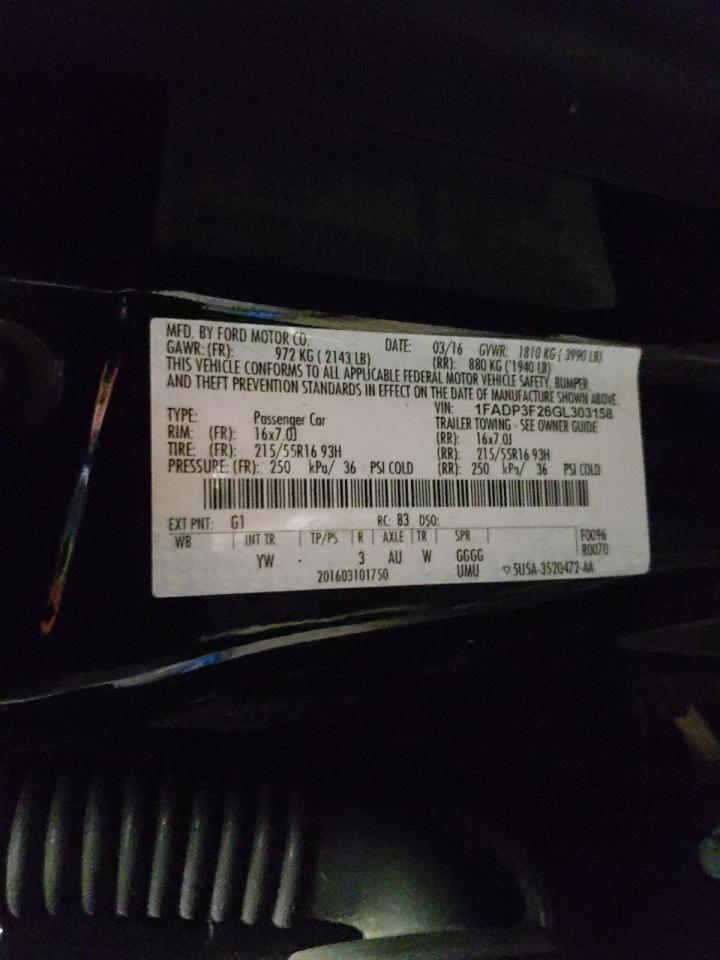 MFD. BY FORD MOTOR CO. DATE: 03/16 GVWR: 1810 KG ( 3990 LB)
GAWR: (FR): 972 KG ( 2143 LB) (RR): 880 KG ( 1940 LB)
THIS VEHICLE CONFORMS TO ALL APPLICABLE FEDERAL MOTOR VEHICLE SAFETY, BUMPER,
AND THEFT PREVENTION STANDARDS IN EFFECT ON THE DATE OF MANUFACTURE SHOWN ABOVE.
VIN: 1FADP3F26GL303158
TYPE: Passenger Car TRAILER TOWING - SEE OWNER GUIDE
RIM: (FR): 16x7.0J (RR): 16x7.0J
TIRE: (FR): 215/55R16 93H (RR): 215/55R16 93H
PRESSURE: (FR): 250 kPa/ 36 PSI COLD (RR): 250 kPa/ 36 PSI COLD
EXT PNT: G1 RC: 83 DSO:
WB INT TR TP/PS R AXLE TR SPR F0096
YW - 3 AU W GGGG R0070
201603101750 UMU ▽5U5A-3520472-AA